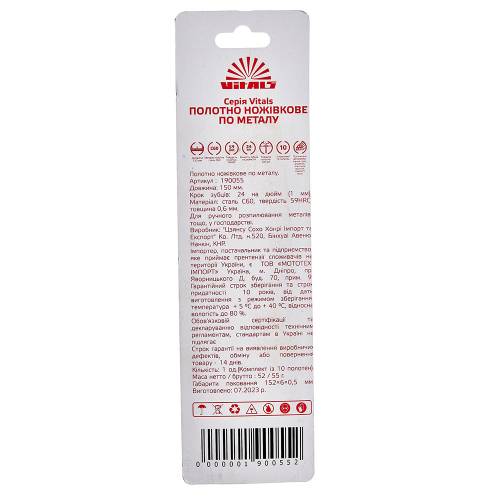 VITALS
Серія Vitals
ПОЛОТНО НОЖІВКОВЕ
ПО МЕТАЛУ
Полотно ножівкове по металу.
Артикул : 190055
Довжина: 150 мм.
Крок зубців: 24 на дюйм (1 мм)
Матеріал: сталь C60, твердість 59HRC,
товщина 0,6 мм.
Для ручного розпилювання металів
тощо, у господарстві.
Виробник: "Цзянсу Сохо Хонрі Імпорт та
Експорт" Ко. Лтд. н.520, Бінхуаі Авеню
Нанкін, КНР.
Імпортер, постачальник та підприємство,
яке приймає претензії споживачів на
території України, є ТОВ «МОТОТЕХ
ІМПОРТ» Україна, м. Дніпро, пр.
Яворницького Д. буд. 70, прим. 9
Гарантійний строк зберігання та строк
придатності 10 років, від дати
виготовлення з режимом зберігання:
температура + 5 ºC до + 40 ºC, відносна
вологість до 80 %.
Обов'язковій сертифікації та
декларуванню відповідності технічним
регламентам, стандартам в Україні не
підлягає
Строк гарантії на виявлення виробничих
дефектів, обміну або повернення
товару - 14 днів.
Кількість: 1 од.(Комплект із 10 полотен)
Маса нетто / брутто : 52 / 55 г.
Габарити паковання 152×6×0,5 мм
Виготовлено: 07.2023 р.
0 000001 900552